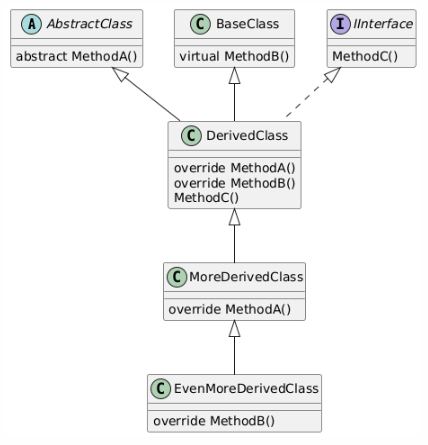 A AbstractClass
abstract MethodA()
C BaseClass
virtual MethodB()
I IInterface
MethodC()
C DerivedClass
override MethodA()
override MethodB()
MethodC()
C MoreDerivedClass
override MethodA()
C EvenMoreDerivedClass
override MethodB()